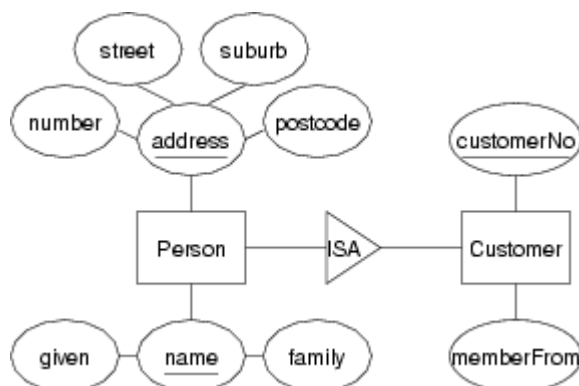 street
suburb
number
address
postcode
customerNo
Person
ISA
Customer
given
name
family
memberFrom